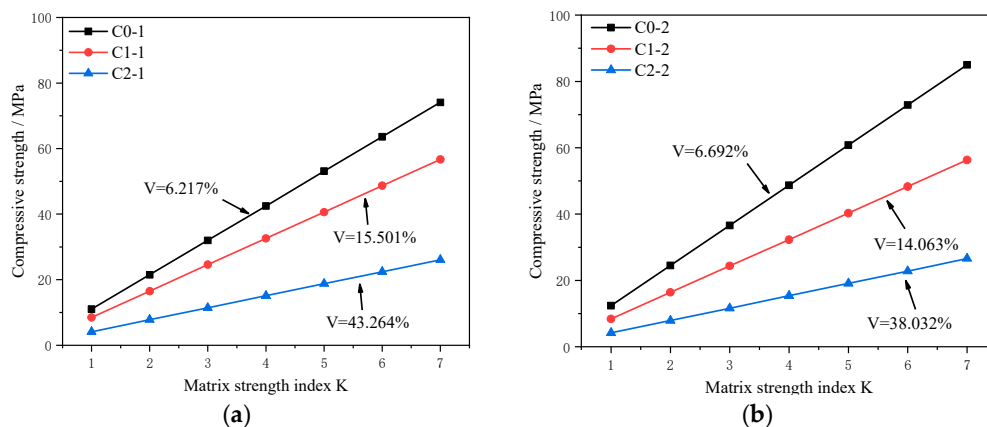 100
80
60
40
20
0
Compressive strength / MPa
C0-1
C1-1
C2-1
V=6.217%
V=15.501%
V=43.264%
1 2 3 4 5 6 7
Matrix strength index K
(a)
100
80
60
40
20
0
Compressive strength / MPa
C0-2
C1-2
C2-2
V=6.692%
V=14.063%
V=38.032%
1 2 3 4 5 6 7
Matrix strength index K
(b)